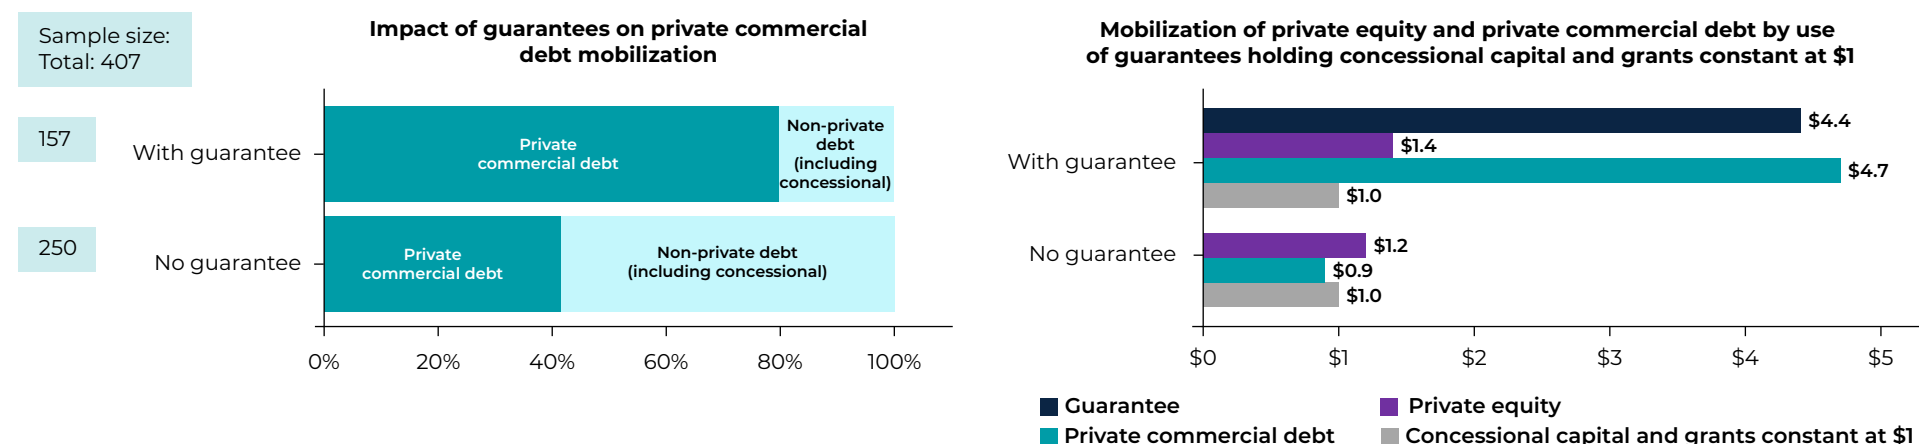 Sample size:
Total: 407
Impact of guarantees on private commercial
debt mobilization
157
With guarantee
Private
commercial debt
Non-private
debt
(including
concessional)
250
No guarantee
Private
commercial debt
Non-private debt
(including concessional)
0%
20%
40%
60%
80%
100%
Mobilization of private equity and private commercial debt by use
of guarantees holding concessional capital and grants constant at $1
With guarantee
$4.4
$1.4
$4.7
$1.0
No guarantee
$1.2
$0.9
$1.0
$0
$1
$2
$3
$4
$5
Guarantee
Private equity
Private commercial debt
Concessional capital and grants constant at $1